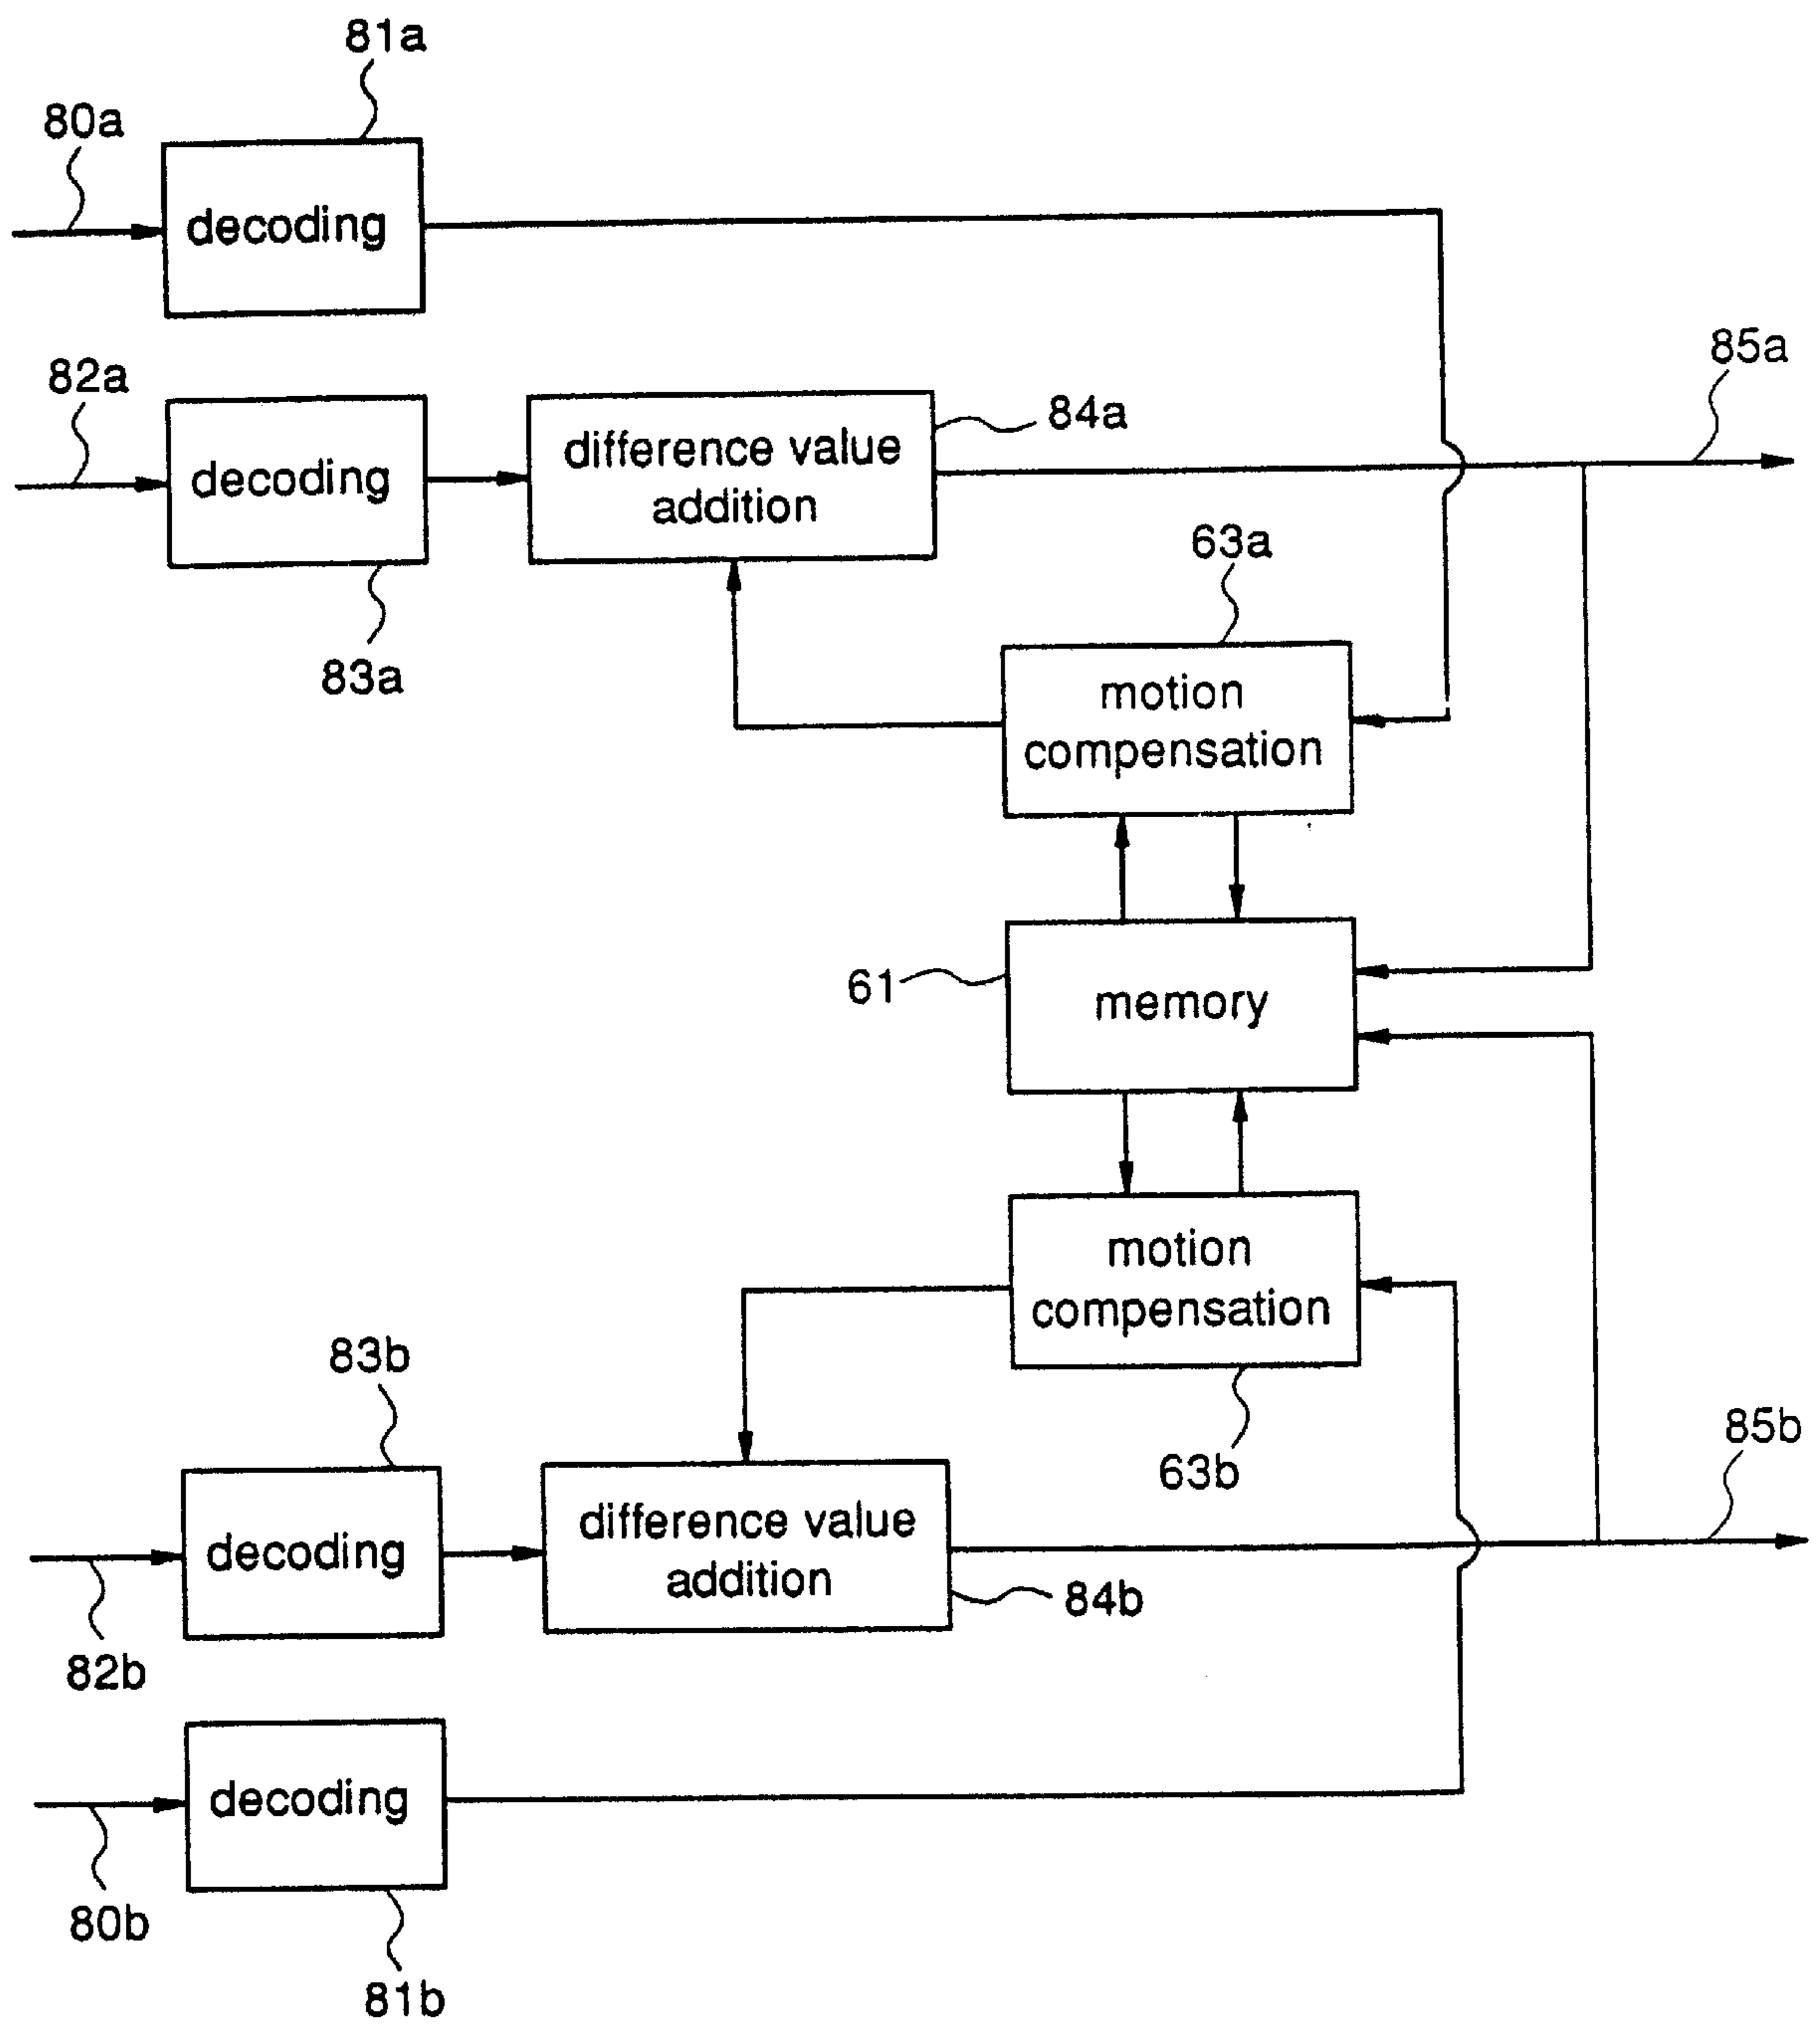 81a
80a
decoding
82a
decoding
83a
difference value
addition
84a
85a
63a
motion
compensation
61
memory
motion
compensation
63b
83b
decoding
82b
difference value
addition
84b
85b
decoding
80b
81b